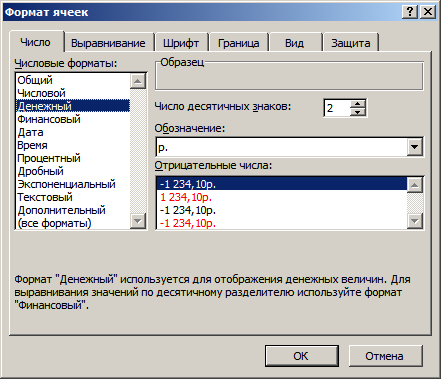 Формат ячеек
Число Выравнивание Шрифт Граница Вид Защита
Числовые форматы:
Общий
Числовой
Денежный
Финансовый
Дата
Время
Процентный
Дробный
Экспоненциальный
Текстовый
Дополнительный
(все форматы)
Образец
Число десятичных знаков: 2
Обозначение:
р.
Отрицательные числа:
-1 234,10р.
1 234,10р.
-1 234,10р.
-1 234,10р.
Формат "Денежный" используется для отображения денежных величин. Для
выравнивания значений по десятичному разделителю используйте формат
"Финансовый".
ОК Отмена